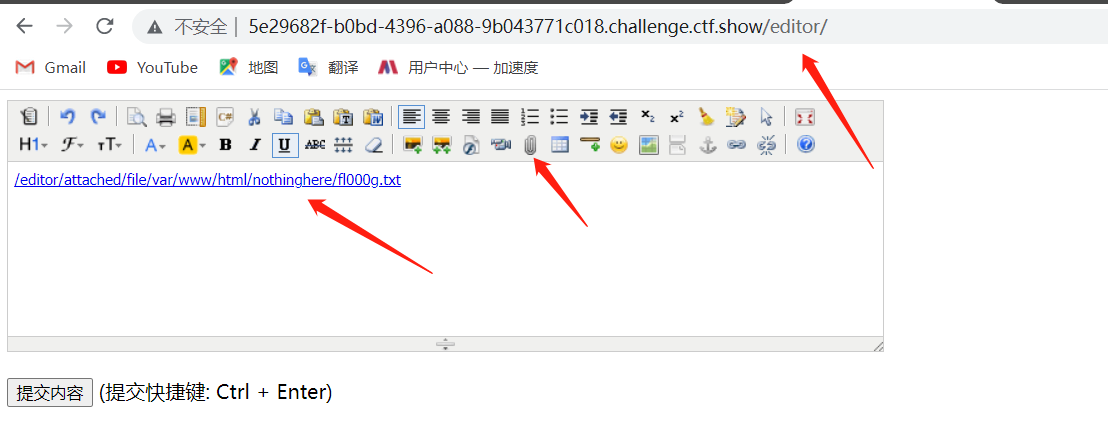 不安全 | 5e29682f-b0bd-4396-a088-9b043771c018.challenge.ctf.show/editor/
Gmail YouTube 地图 翻译 用户中心 — 加速度
H1 F тT A A B I U ABC
/editor/attached/file/var/www/html/nothinghere/fl000g.txt
提交内容 (提交快捷键: Ctrl + Enter)